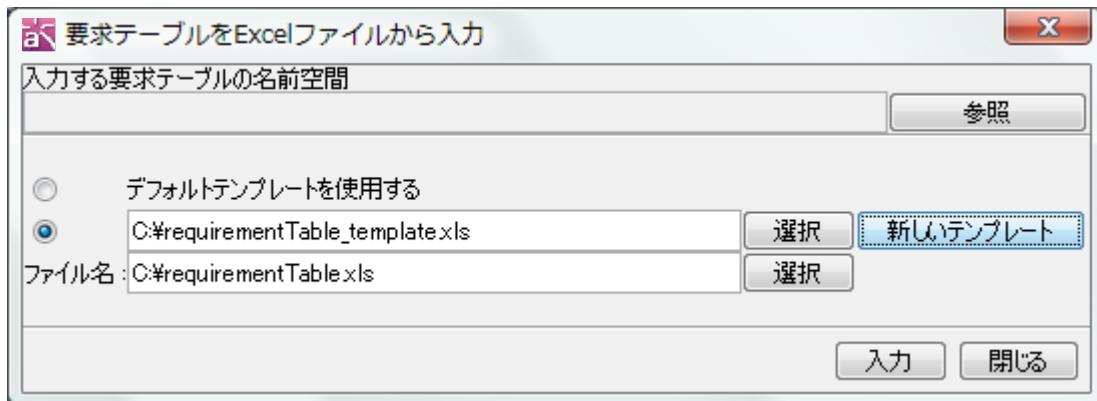 要求テーブルをExcelファイルから入力
入力する要求テーブルの名前空間
参照
デフォルトテンプレートを使用する
C:¥requirementTable_template.xls 選択 新しいテンプレート
ファイル名 : C:¥requirementTable.xls 選択
入力 閉じる